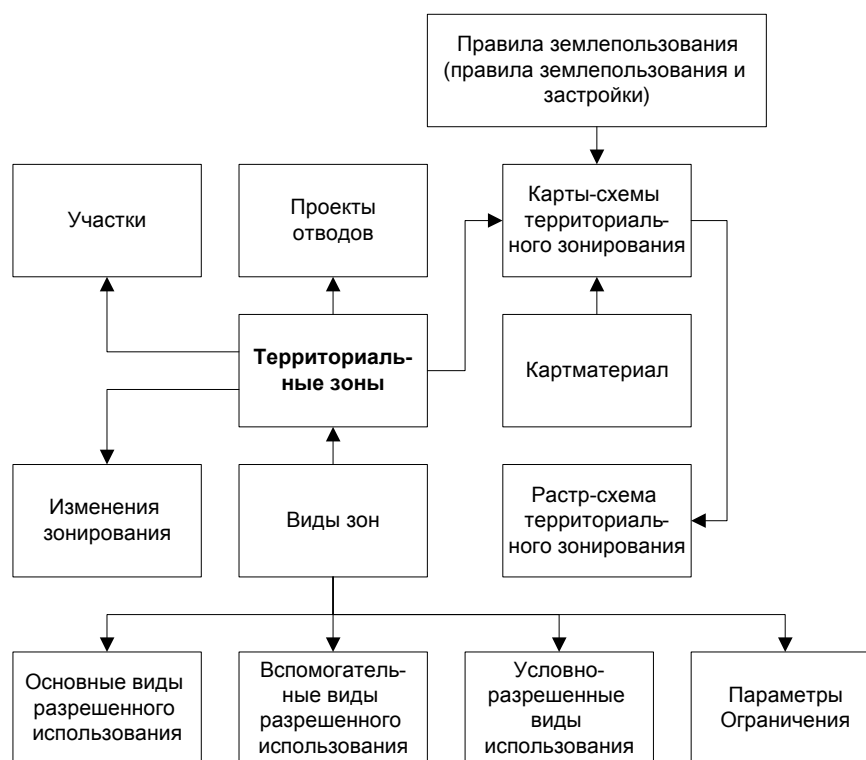 Правила землепользования
(правила землепользования и
застройки)
Участки
Проекты
отводов
Карты-схемы
территориаль-
ного зонирования
Территориаль-
ные зоны
Картматериал
Изменения
зонирования
Виды зон
Растр-схема
территориаль-
ного зонирования
Основные виды
разрешенного
использования
Вспомогатель-
ные виды
разрешенного
использования
Условно-
разрешенные
виды
использования
Параметры
Ограничения